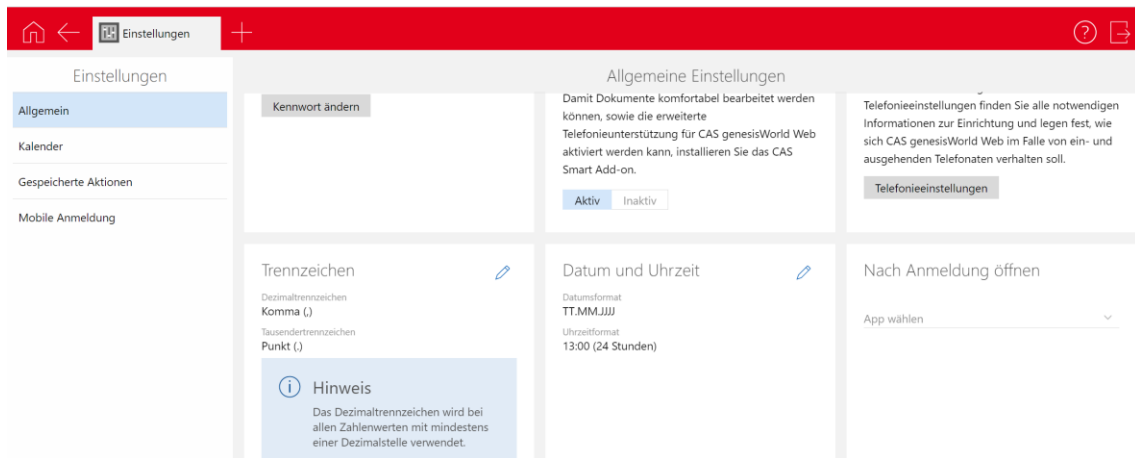 Einstellungen
Einstellungen
Allgemein
Kalender
Gespeicherte Aktionen
Mobile Anmeldung
Allgemeine Einstellungen
Kennwort ändern
Damit Dokumente komfortabel bearbeitet werden
können, sowie die erweiterte
Telefonieunterstützung für CAS genesisWorld Web
aktiviert werden kann, installieren Sie das CAS
Smart Add-on.
Aktiv Inaktiv
Telefonieeinstellungen finden Sie alle notwendigen
Informationen zur Einrichtung und legen fest, wie
sich CAS genesisWorld Web im Falle von ein- und
ausgehenden Telefonaten verhalten soll.
Telefonieeinstellungen
Trennzeichen
Dezimaltrennzeichen
Komma (,)
Tausendertrennzeichen
Punkt (.)
Hinweis
Das Dezimaltrennzeichen wird bei
allen Zahlenwerten mit mindestens
einer Dezimalstelle verwendet.
Datum und Uhrzeit
Datumsformat
TT.MM.JJJJ
Uhrzeitformat
13:00 (24 Stunden)
Nach Anmeldung öffnen
App wählen